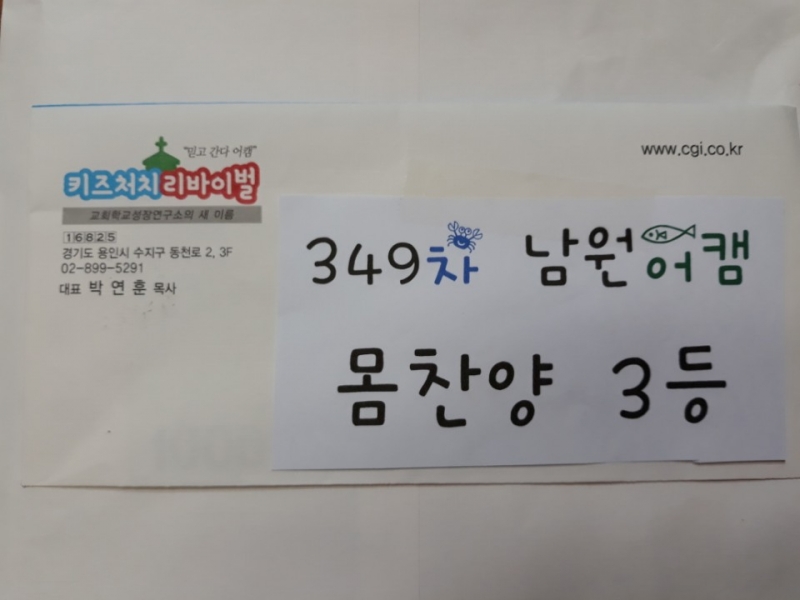 "믿고 간다 어캠"
키즈처치 리바이벌
교회학교성장연구소의 새 이름
16825
경기도 용인시 수지구 동천로 2, 3F
02-899-5291
대표 박연훈 목사
www.cgi.co.kr
349차 남원어캠
몸찬양 3등